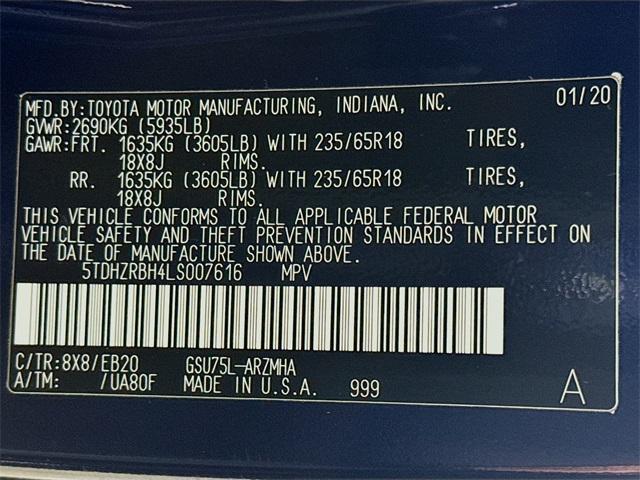 MFD.BY:TOYOTA MOTOR MANUFACTURING, INDIANA, INC. 01/20
GVWR:2690KG (5935LB)
GAWR:FRT. 1635KG (3605LB) WITH 235/65R18 TIRES,
18X8J RIMS.
RR. 1635KG (3605LB) WITH 235/65R18 TIRES,
18X8J RIMS.
THIS VEHICLE CONFORMS TO ALL APPLICABLE FEDERAL MOTOR
VEHICLE SAFETY AND THEFT PREVENTION STANDARDS IN EFFECT ON
THE DATE OF MANUFACTURE SHOWN ABOVE.
5TDHZRBH4LS007616 MPV
C/TR:8X8/EB20 GSU75L-ARZMHA
A/TM: /UA80F MADE IN U.S.A. 999 A